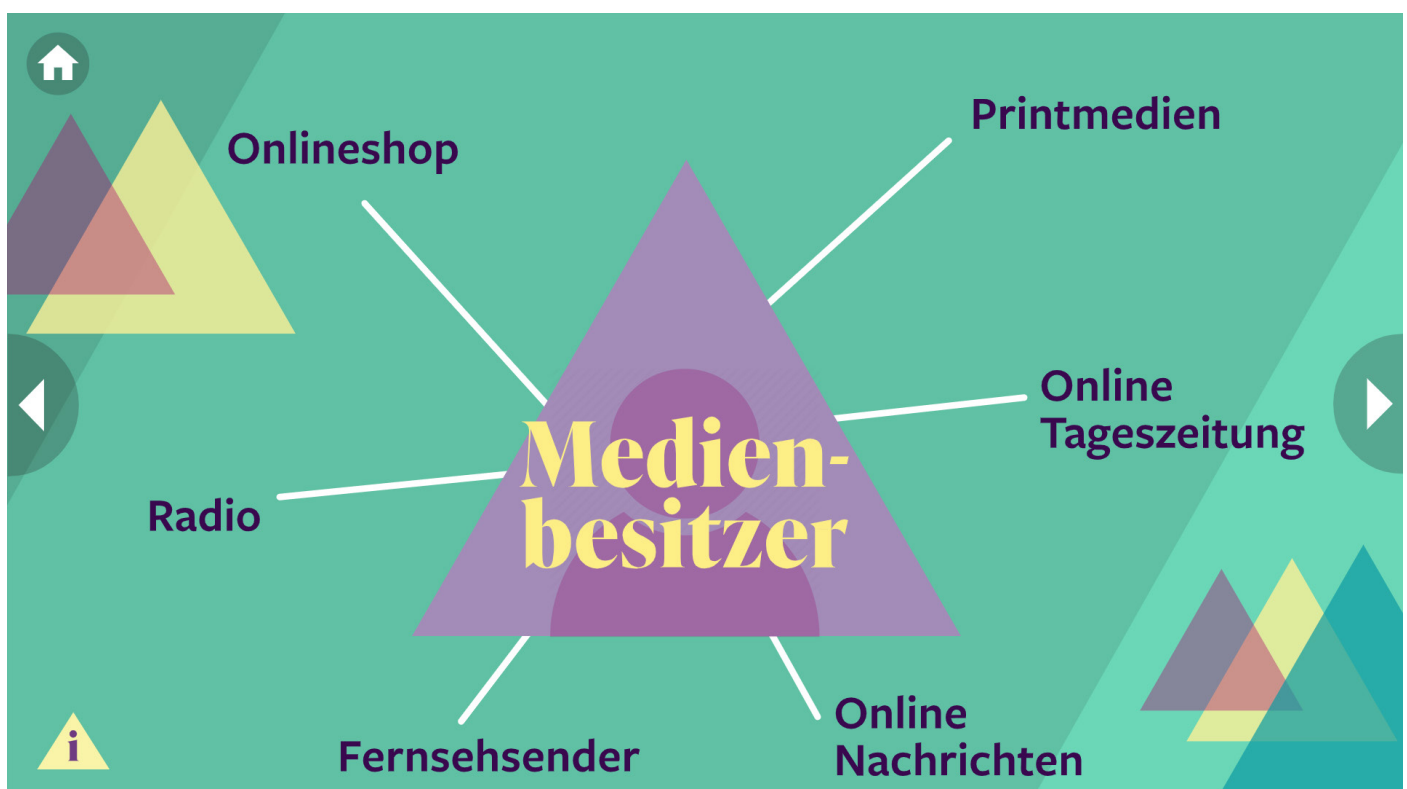 Printmedien
Onlineshop
Online
Tageszeitung
Medien-
besitzer
Radio
Online
Nachrichten
Fernsehsender
i